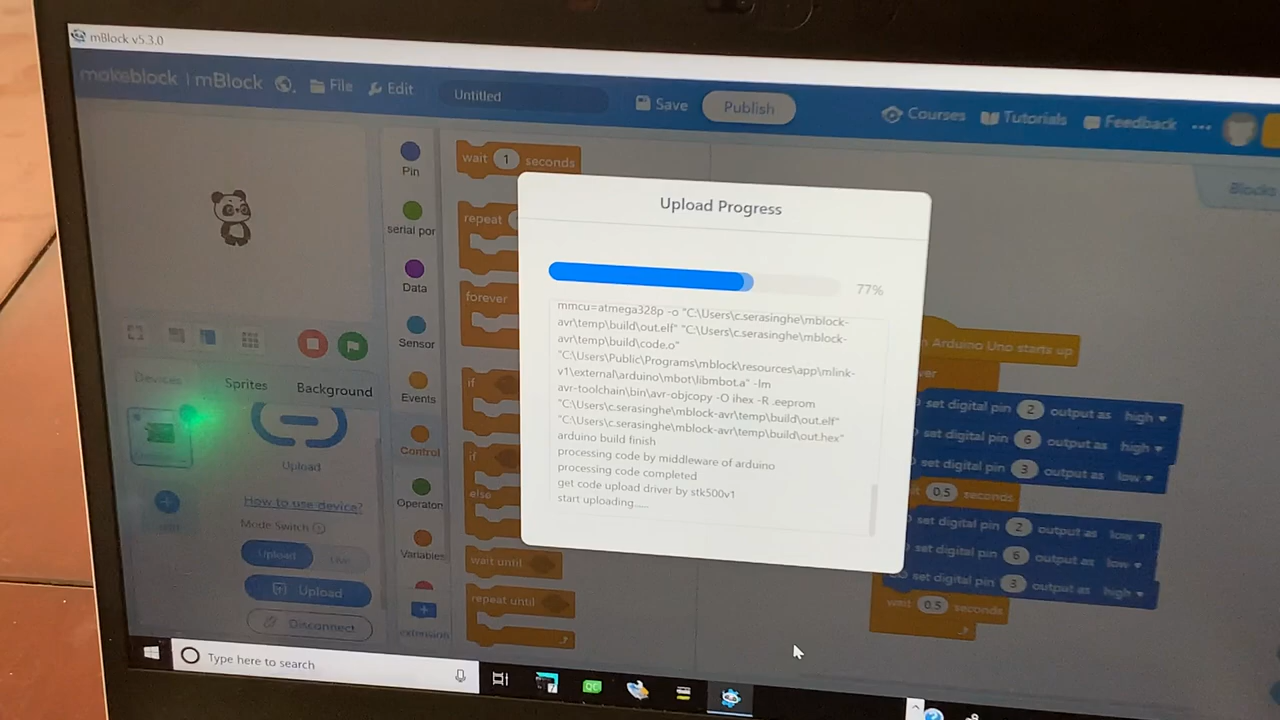 mBlock v5.3.0
makeblock | mBlock
File
Edit
Untitled
Save
Publish
Courses
Tutorials
Feedback
...
Blocks
Pin
serial por
Data
Sensor
Events
Control
Operator
Variables
extension
wait 1 seconds
repeat
forever
if
if
else
wait until
repeat until
Upload Progress
77%
mmcu=atmega328p -o "C:\Users\c.serasinghe\mblock-
avr\temp\build\out.elf" "C:\Users\c.serasinghe\mblock-
avr\temp\build\code.o"
"C:\Users\Public\Programs\mblock\resources\app\mlink-
v1\external\arduino\mbot\libmbot.a" -lm
avr-toolchain\bin\avr-objcopy -O ihex -R .eeprom
"C:\Users\c.serasinghe\mblock-avr\temp\build\out.elf"
"C:\Users\c.serasinghe\mblock-avr\temp\build\out.hex"
arduino build finish
processing code by middleware of arduino
processing code completed
get code upload driver by stk500v1
start uploading.....
n Arduino Uno starts up
ver
set digital pin 2 output as high
set digital pin 6 output as high
set digital pin 3 output as low
t 0.5 seconds
set digital pin 2 output as low
set digital pin 6 output as low
set digital pin 3 output as high
wait 0.5 seconds
Devices
Sprites
Background
add
Upload
How to use device?
Mode Switch
Upload
Live
Upload
Disconnect
Type here to search
7
QC